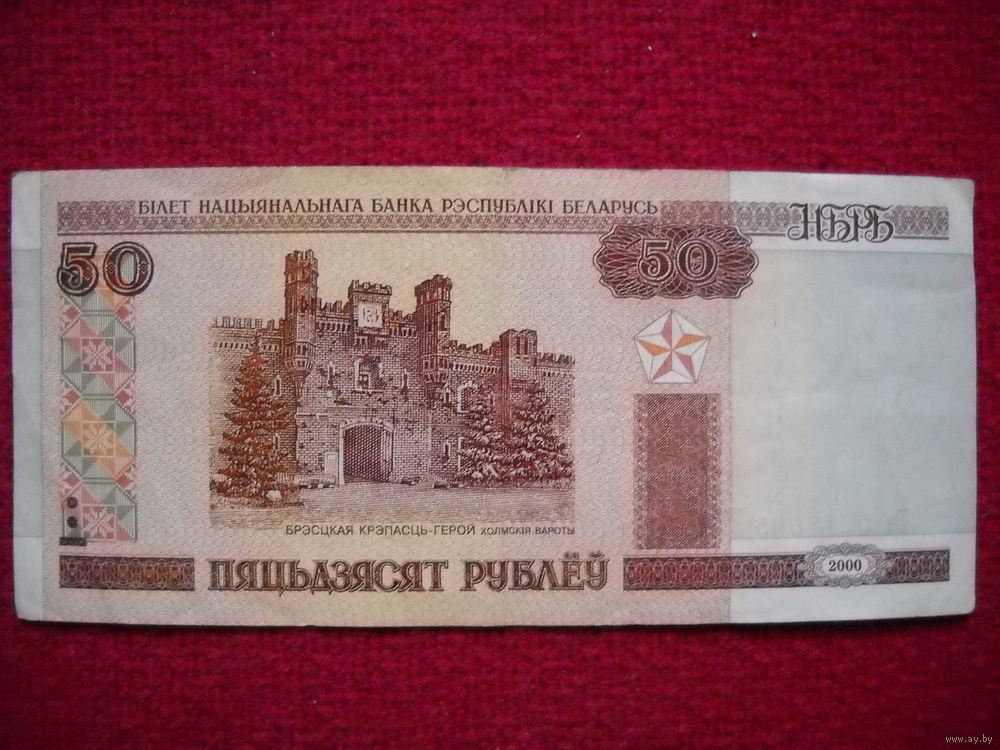 БІЛЕТ НАЦЫЯНАЛЬНАГА БАНКА РЭСПУБЛІКІ БЕЛАРУСЬ
НБРБ
50
50
БРЭСЦКАЯ КРЭПАСЦЬ-ГЕРОЙ ХОЛМСКІЯ ВАРОТЫ
ПЯЦЬДЗЯСЯТ РУБЛЁЎ
2000
www.ay.by